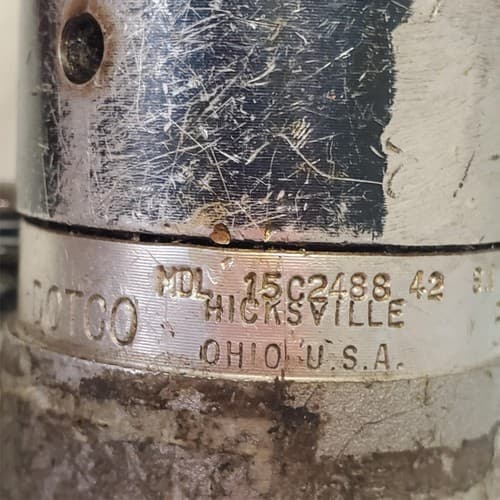 DOTCO MDL 15C2488 42
HICKSVILLE
OHIO U.S.A.